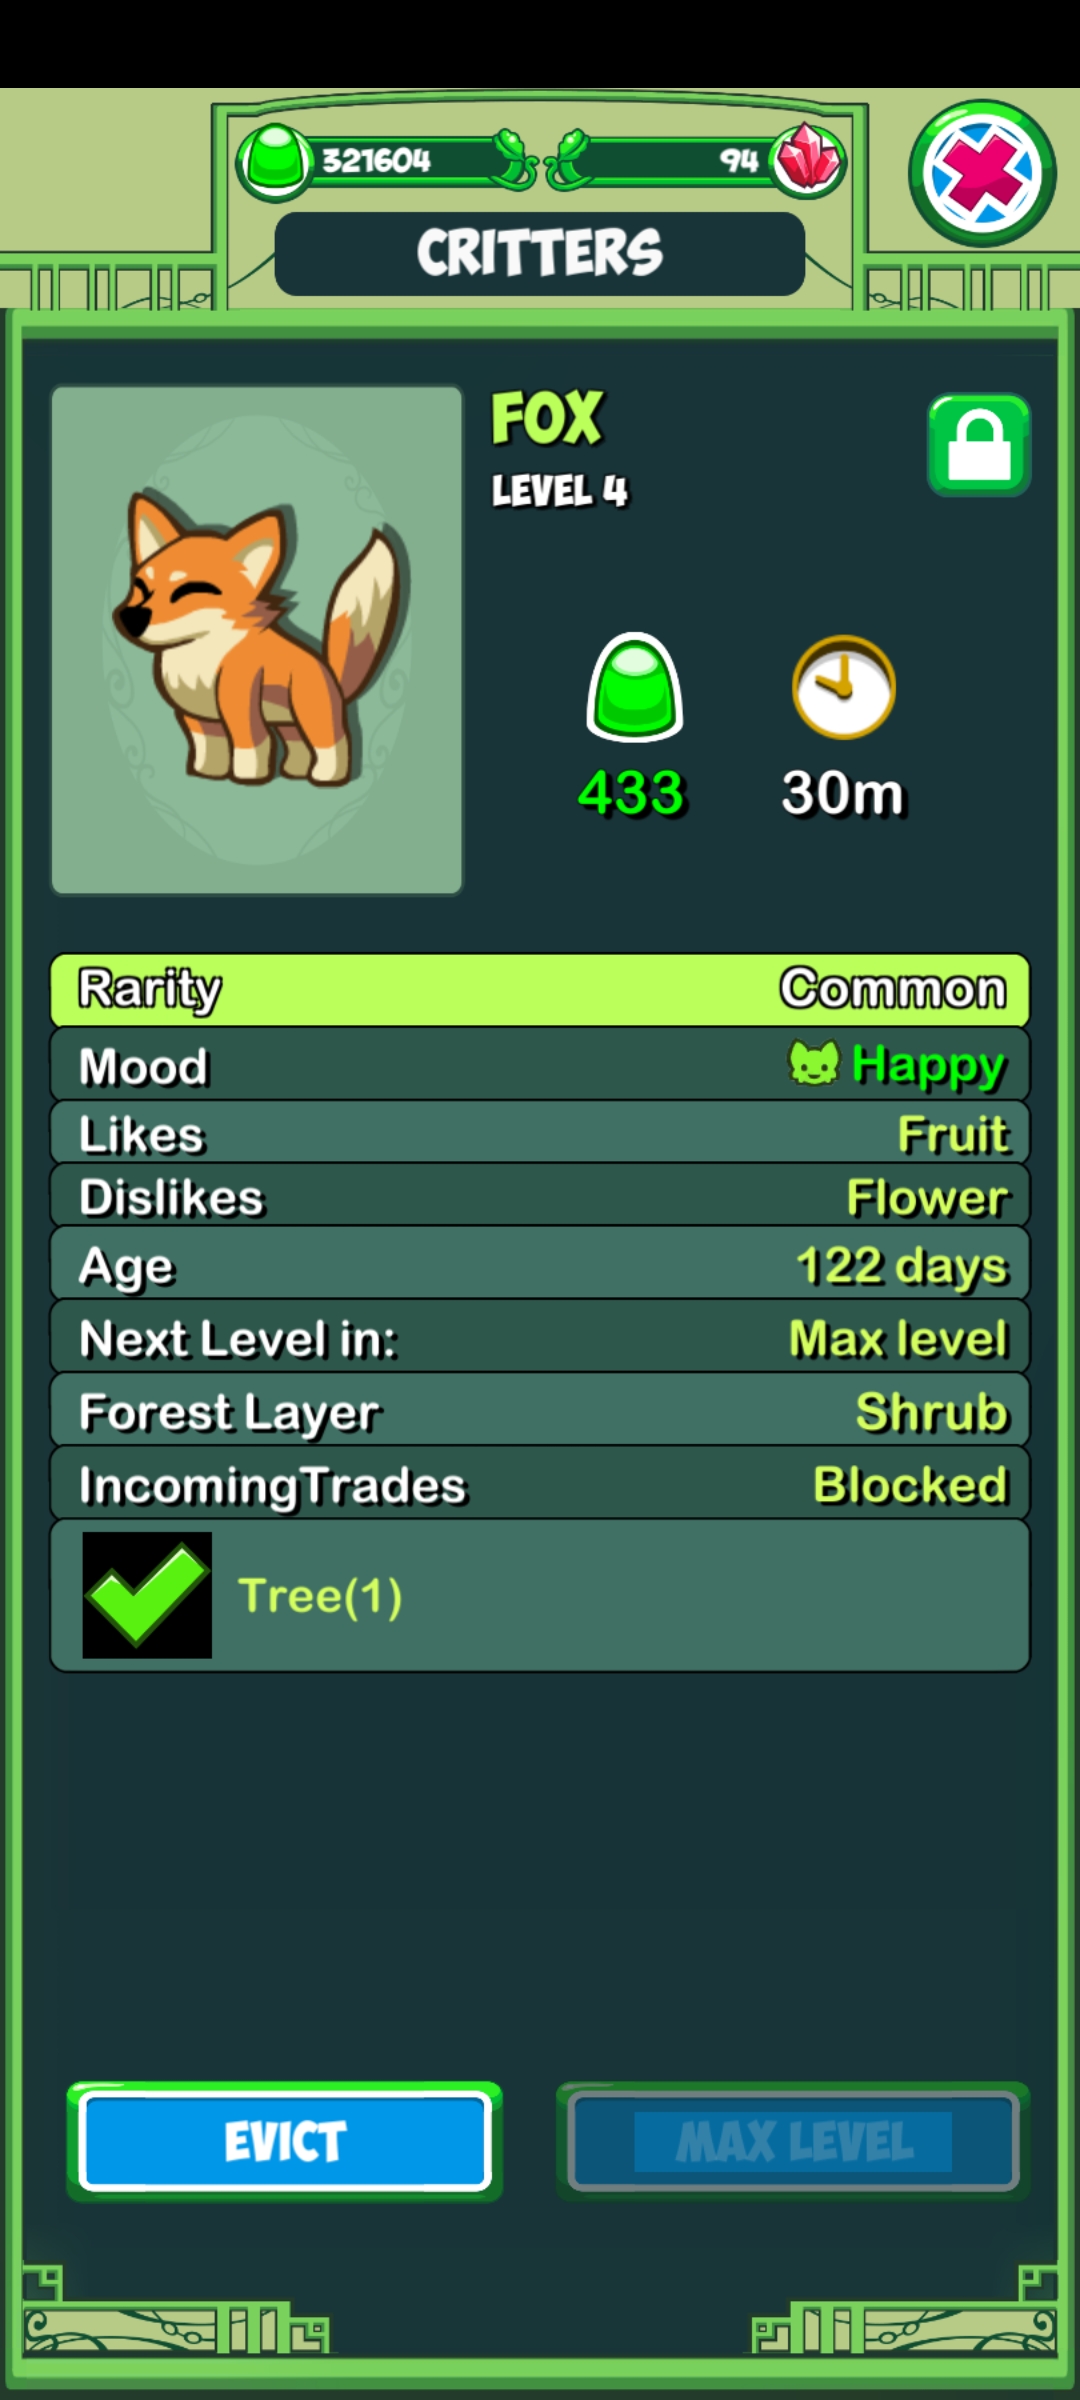 321604 94
CRITTERS
FOX
LEVEL 4
433 30m
Rarity Common
Mood Happy
Likes Fruit
Dislikes Flower
Age 122 days
Next Level in: Max level
Forest Layer Shrub
IncomingTrades Blocked
Tree(1)
EVICT MAX LEVEL